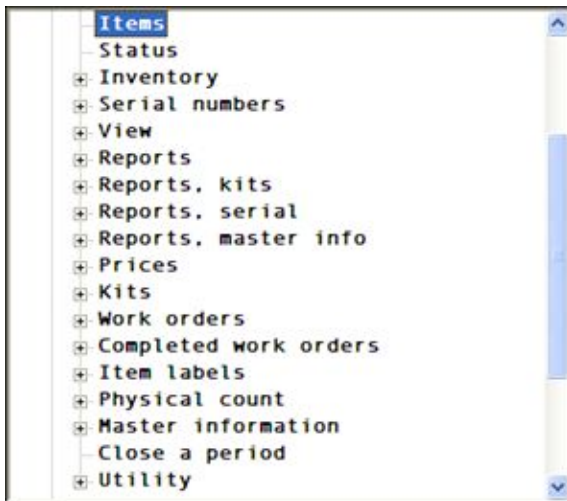 Items
Status
Inventory
Serial numbers
View
Reports
Reports, kits
Reports, serial
Reports, master info
Prices
Kits
Work orders
Completed work orders
Item labels
Physical count
Master information
Close a period
Utility